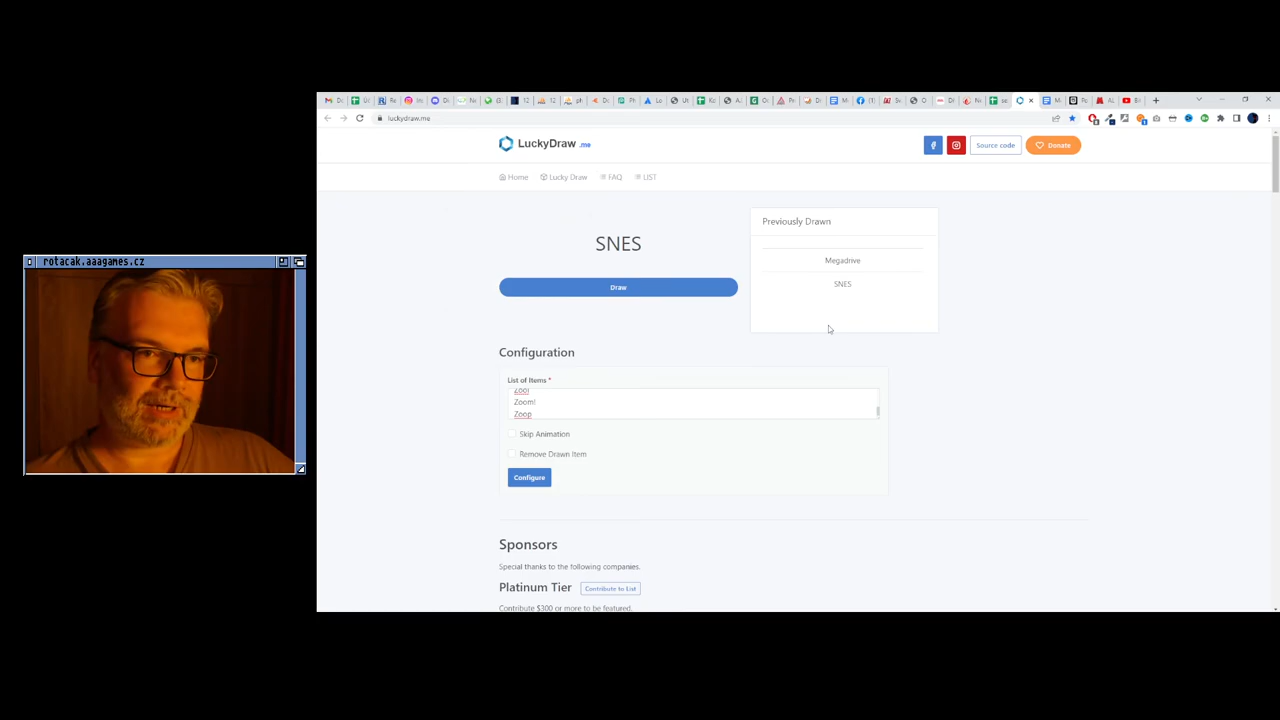 rotacak.aaagames.cz
luckydraw.me
LuckyDraw .me
Source code
Donate
Home
Lucky Draw
FAQ
LIST
SNES
Draw
Previously Drawn
Megadrive
SNES
Configuration
List of Items *
Zool
Zoom!
Zoop
Skip Animation
Remove Drawn Item
Configure
Sponsors
Special thanks to the following companies.
Platinum Tier
Contribute to List
Contribute $300 or more to be featured.